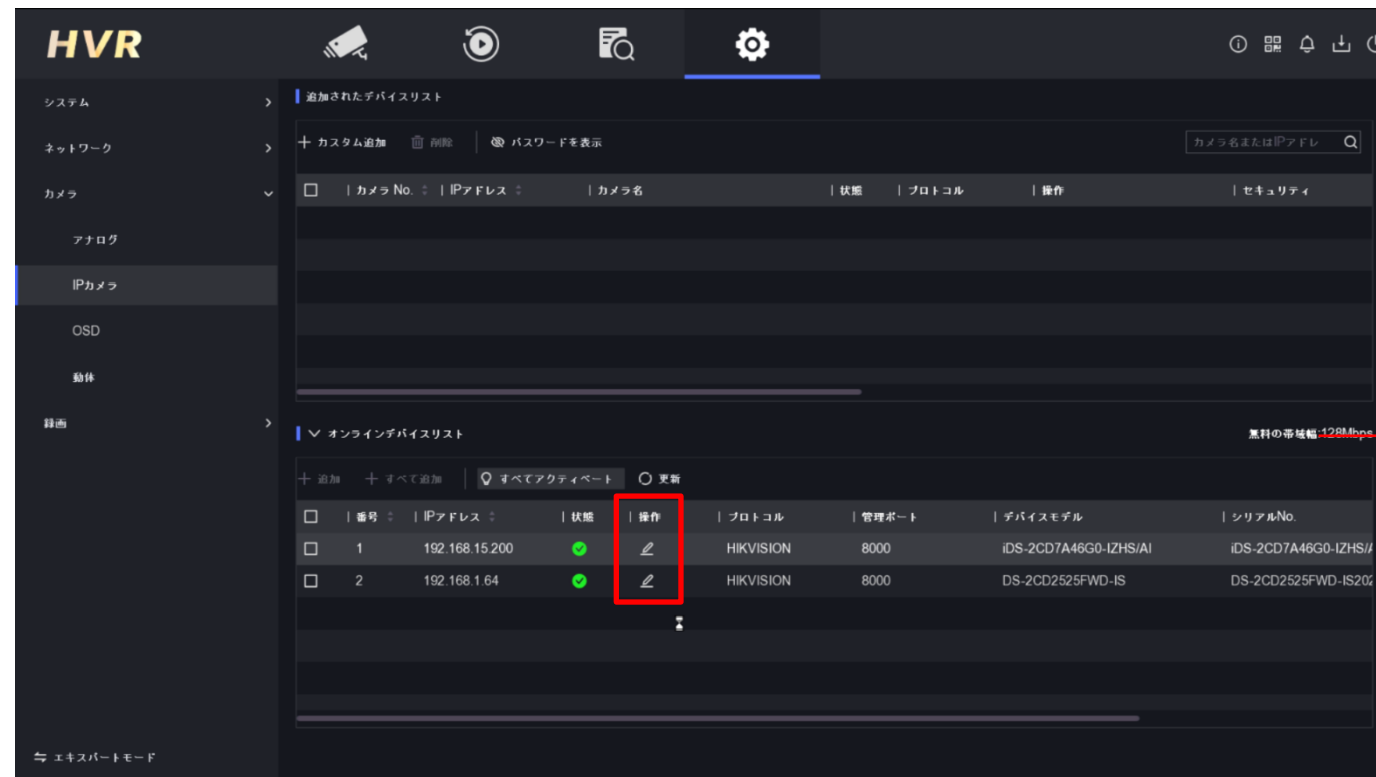 HVR
システム
追加されたデバイスリスト
ネットワーク
カスタム追加 削除 パスワードを表示 カメラ名またはIPアドレ
カメラ
カメラ No. IPアドレス カメラ名 状態 プロトコル 操作 セキュリティ
アナログ
IPカメラ
OSD
動体
録画
オンラインデバイスリスト 無料の帯域幅:128Mbps
追加 すべて追加 すべてアクティベート 更新
番号 IPアドレス 状態 操作 プロトコル 管理ポート デバイスモデル シリアルNo.
1 192.168.15.200 HIKVISION 8000 iDS-2CD7A46G0-IZHS/AI iDS-2CD7A46G0-IZHS/
2 192.168.1.64 HIKVISION 8000 DS-2CD2525FWD-IS DS-2CD2525FWD-IS202
エキスパートモード